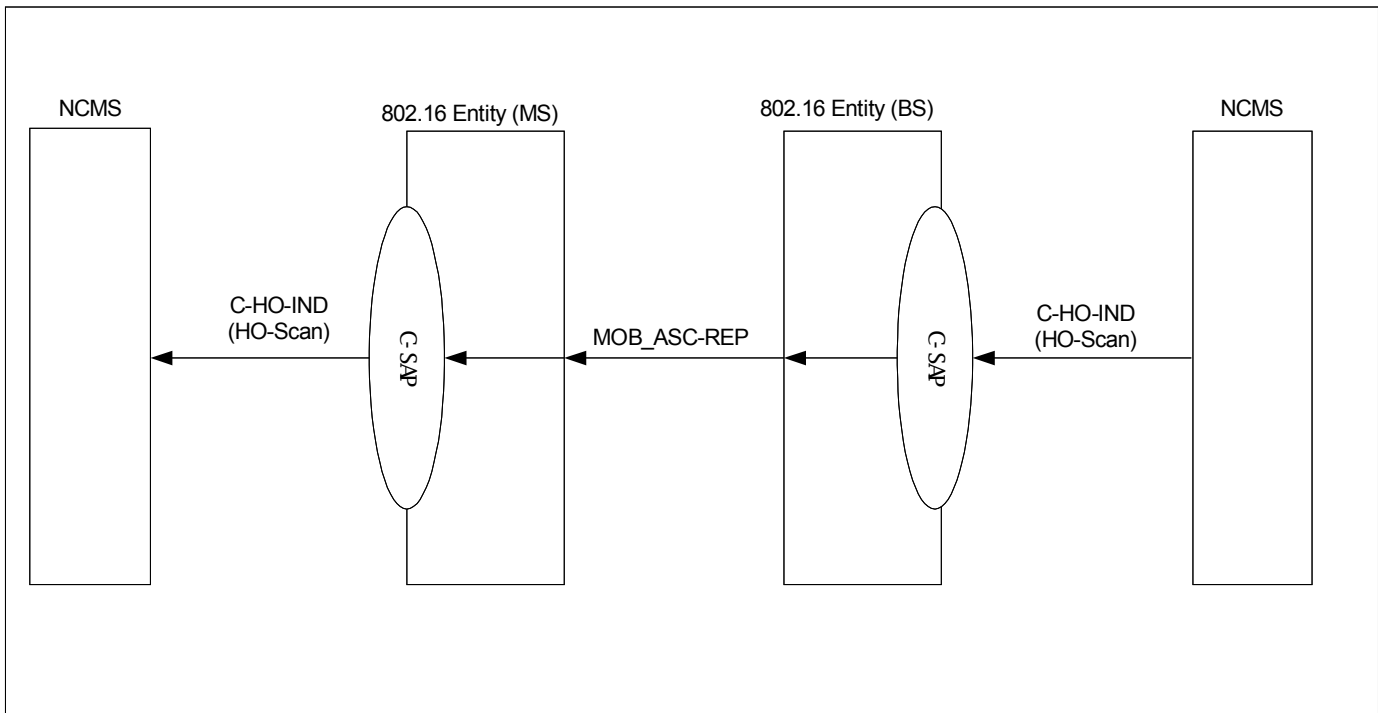 NCMS
802.16 Entity (MS)
802.16 Entity (BS)
NCMS
C-HO-IND
(HO-Scan)
C-SAP
MOB_ASC-REP
C-SAP
C-HO-IND
(HO-Scan)